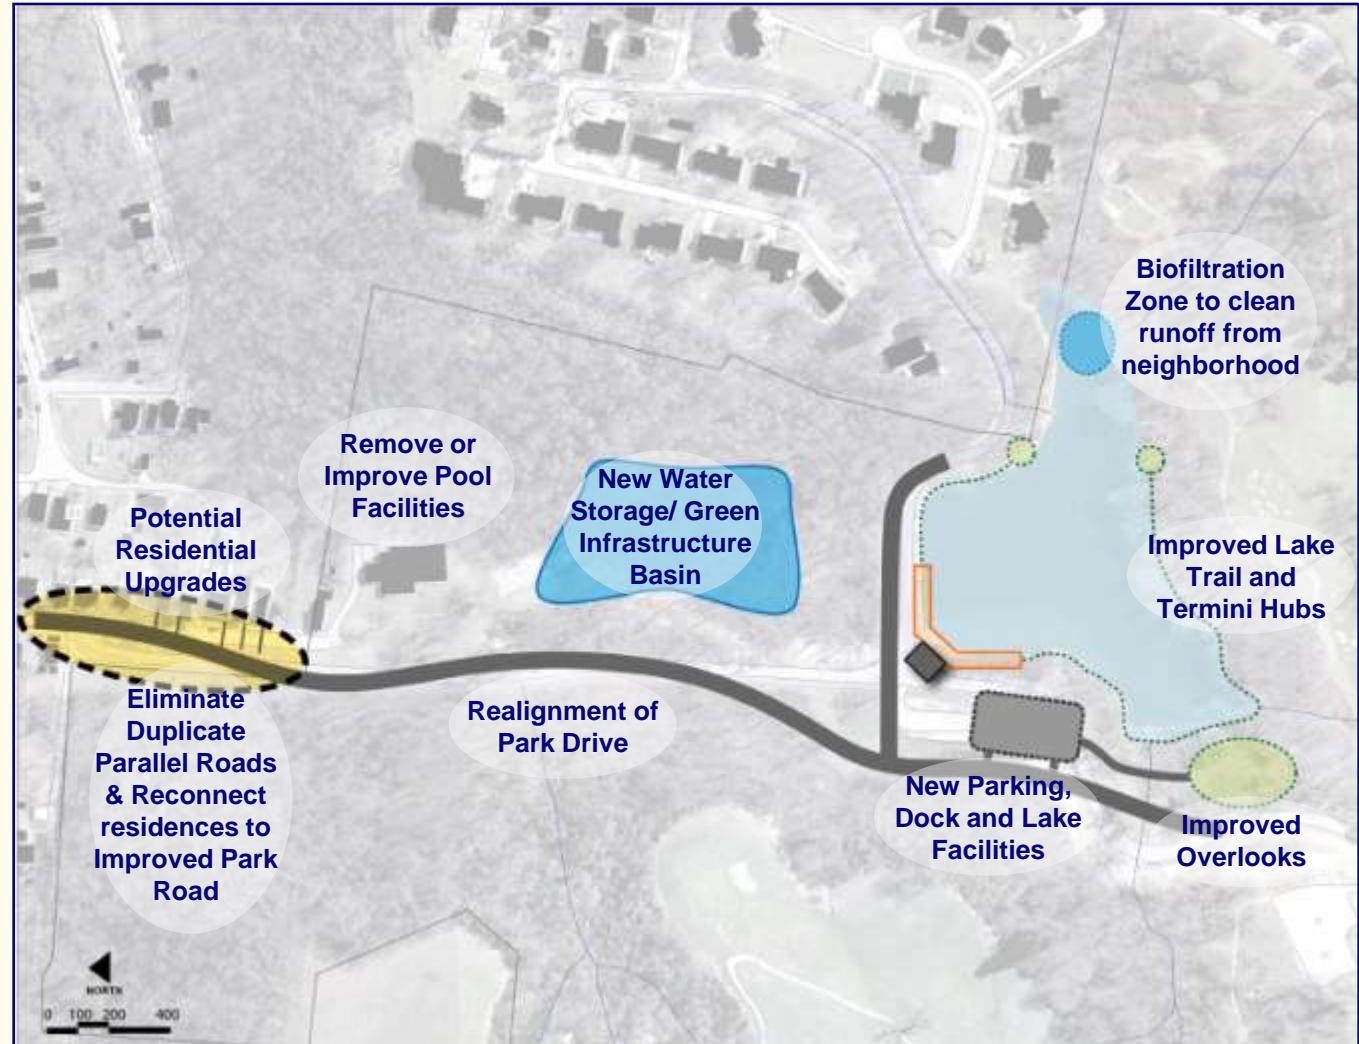 Biofiltration
Zone to clean
runoff from
neighborhood
Remove or
Improve Pool
Facilities
New Water
Storage/ Green
Infrastructure
Basin
Potential
Residential
Upgrades
Improved Lake
Trail and
Termini Hubs
Eliminate
Duplicate
Parallel Roads
& Reconnect
residences to
Improved Park
Road
Realignment of
Park Drive
New Parking,
Dock and Lake
Facilities
Improved
Overlooks
NORTH
0 100 200 400